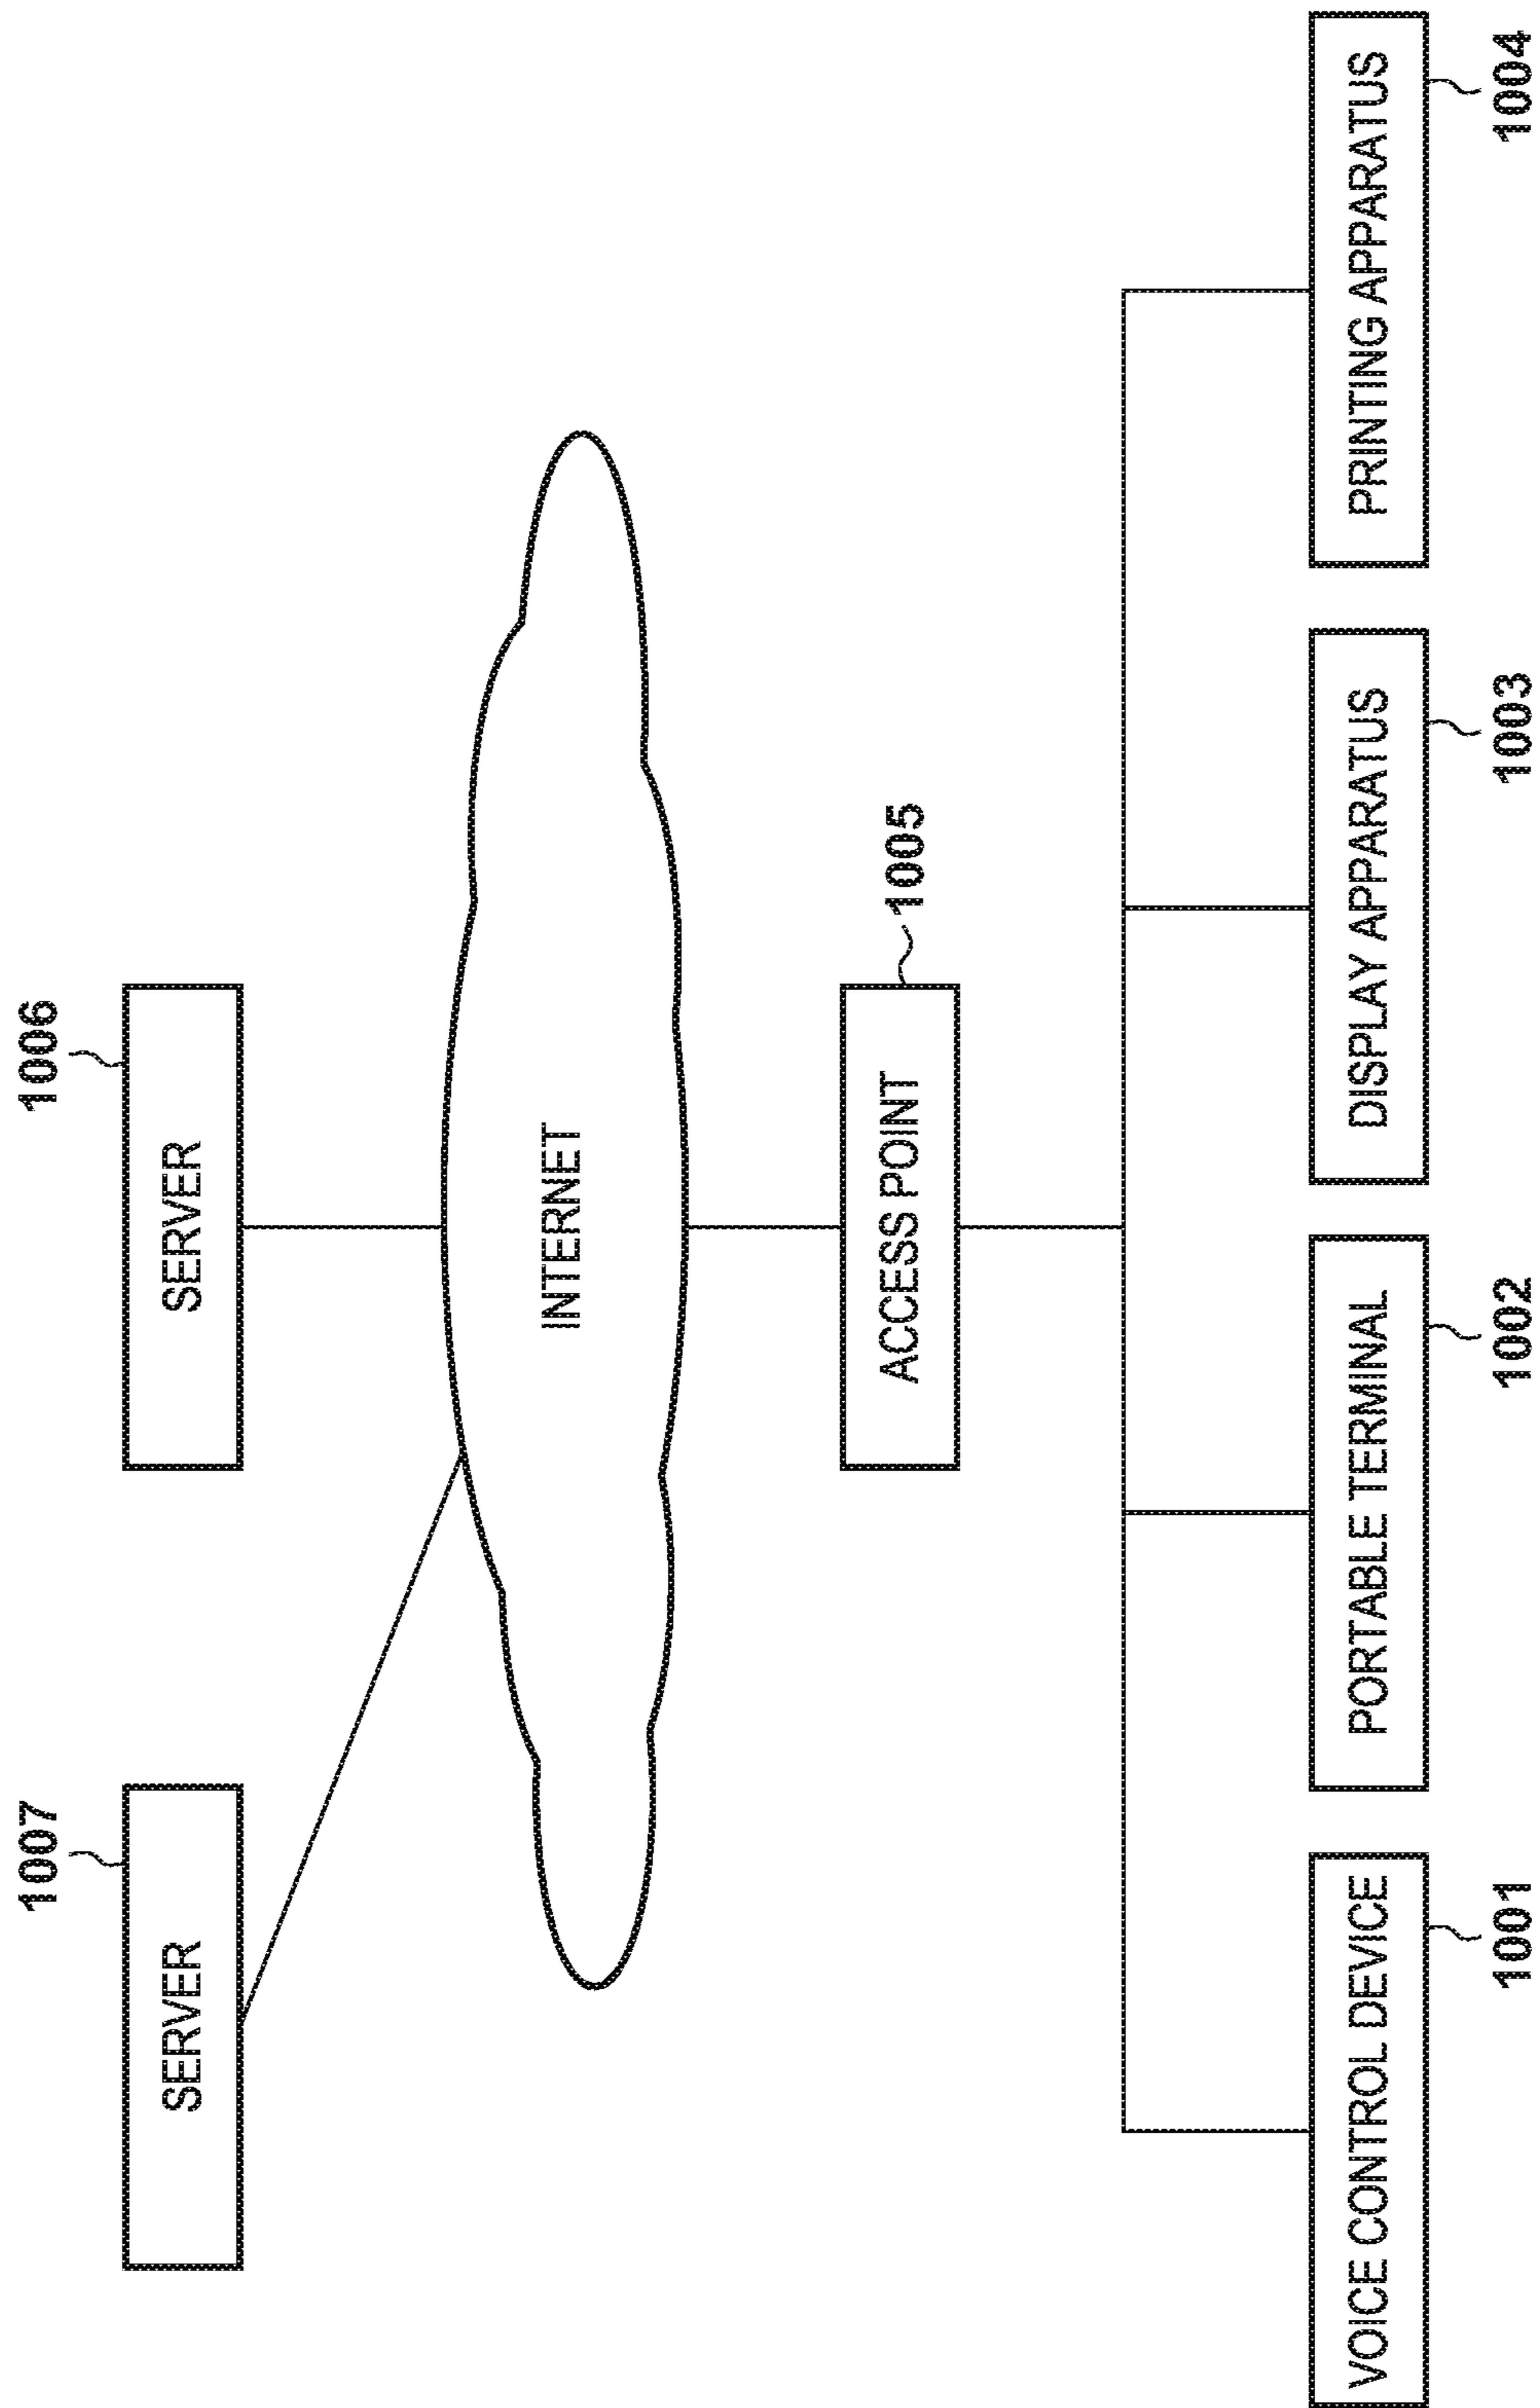 1007
1006
SERVER
SERVER
INTERNET
ACCESS POINT
1005
VOICE CONTROL DEVICE
PORTABLE TERMINAL
DISPLAY APPARATUS
PRINTING APPARATUS
1001
1002
1003
1004